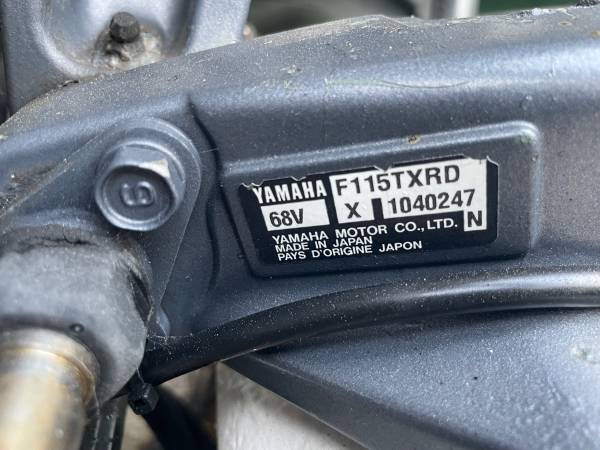 YAMAHA F115TXRD
68V X 1040247 N
YAMAHA MOTOR CO., LTD.
MADE IN JAPAN
PAYS D'ORIGINE JAPON